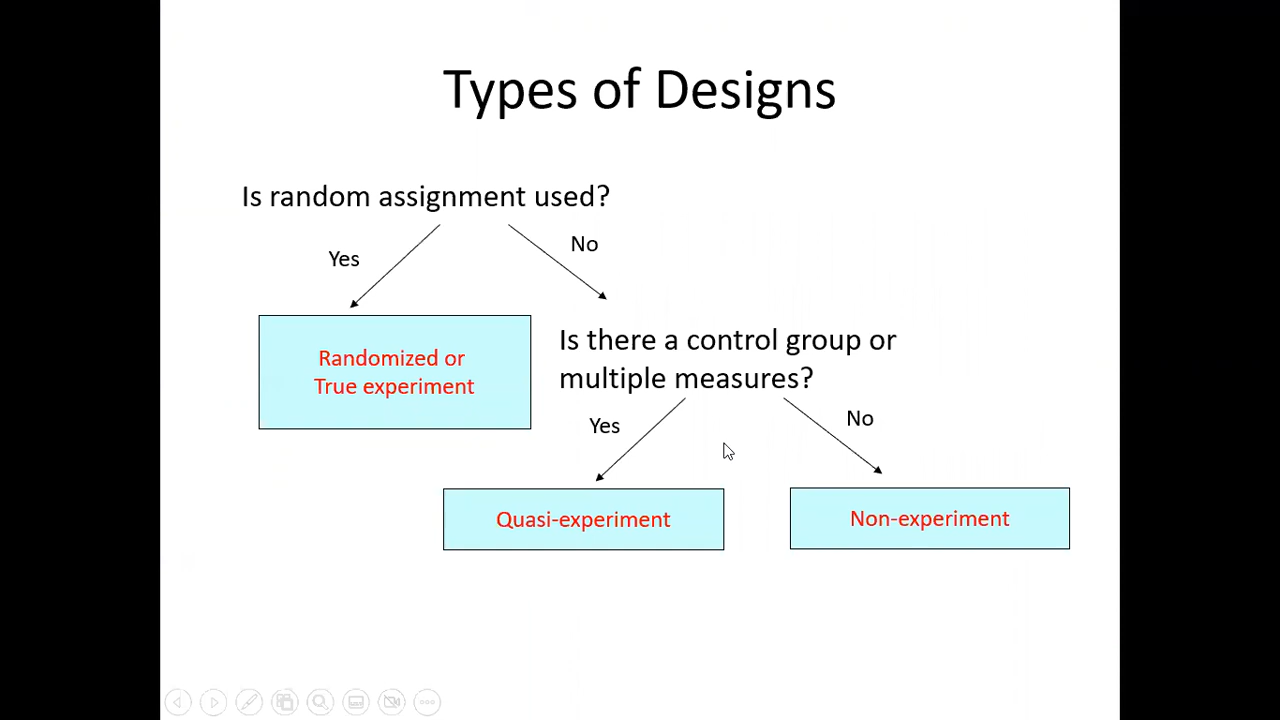 Types of Designs
Is random assignment used?
Yes
No
Randomized or
True experiment
Is there a control group or
multiple measures?
Yes
No
Quasi-experiment
Non-experiment